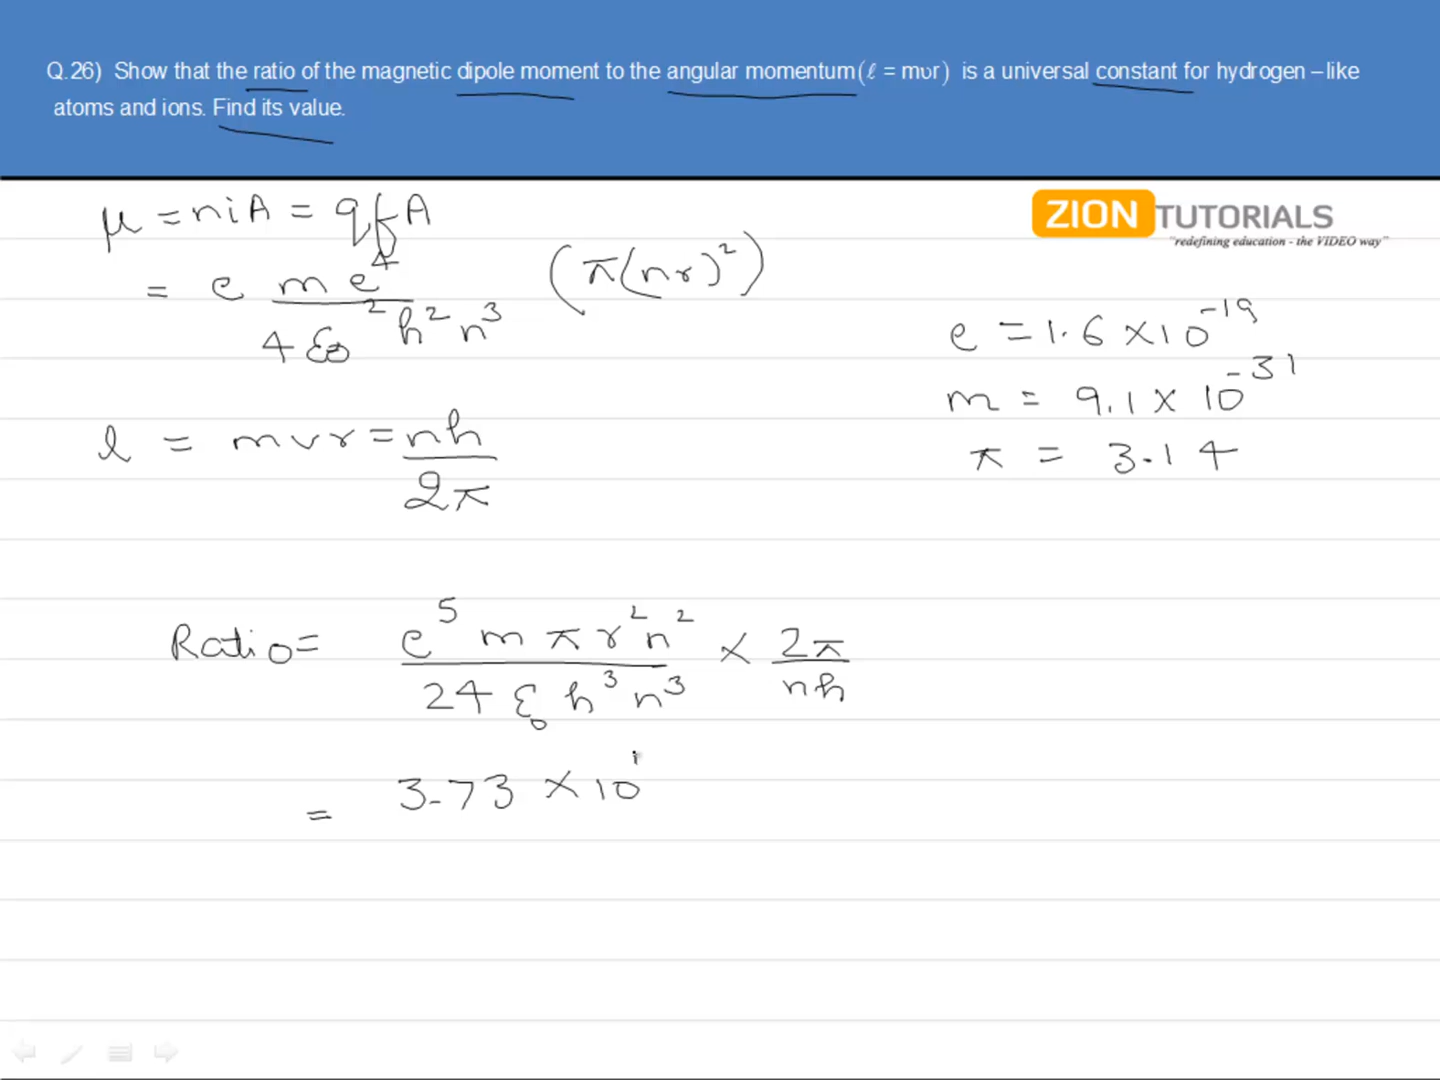 Q.26) Show that the ratio of the magnetic dipole moment to the angular momentum(ℓ = mυr) is a universal constant for hydrogen –like
atoms and ions. Find its value.
ZION TUTORIALS
"redefining education - the VIDEO way"
μ = niA = qfA
= e me⁴ / 4ε₀²h²n³ (π(nr)²)
e = 1.6 × 10⁻¹⁹
m = 9.1 × 10⁻³¹
π = 3.14
l = mvr = nh / 2π
Ratio = e⁵ m π r² n² / 24 ε₀ h³ n³ × 2π / nh
= 3.73 × 10